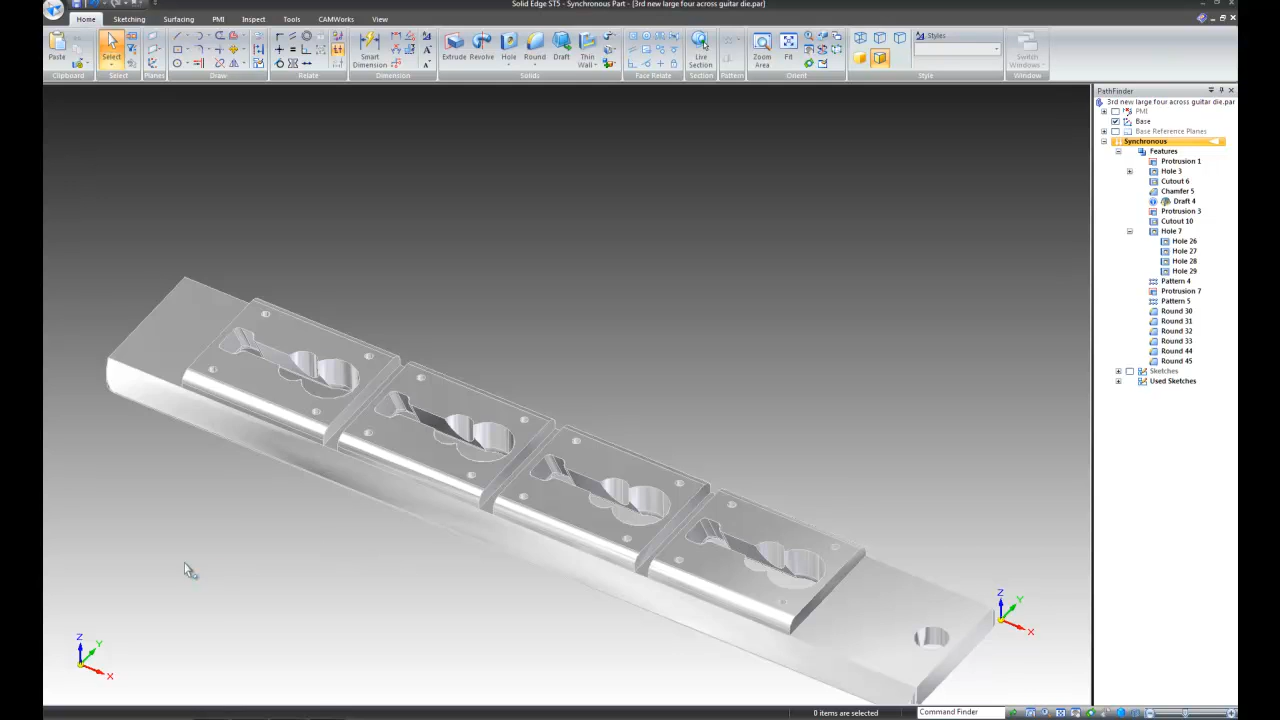 Solid Edge ST5 - Synchronous Part - [3rd new large four across guitar die.par]
Home Sketching Surfacing PMI Inspect Tools CAMWorks View
Paste Select Smart Dimension Extrude Revolve Hole Round Draft Thin Wall Live Section Zoom Area Fit Styles Switch Windows
Clipboard Select Planes Draw Relate Dimension Solids Face Relate Section Pattern Orient Style Window
PathFinder
3rd new large four across guitar die.par
PMI
Base
Base Reference Planes
Synchronous
Features
Protrusion 1
Hole 3
Cutout 6
Chamfer 5
Draft 4
Protrusion 3
Cutout 10
Hole 7
Hole 26
Hole 27
Hole 28
Hole 29
Pattern 4
Protrusion 7
Pattern 5
Round 30
Round 31
Round 32
Round 33
Round 44
Round 45
Sketches
Used Sketches
Z Y X
Z Y X
0 items are selected Command Finder